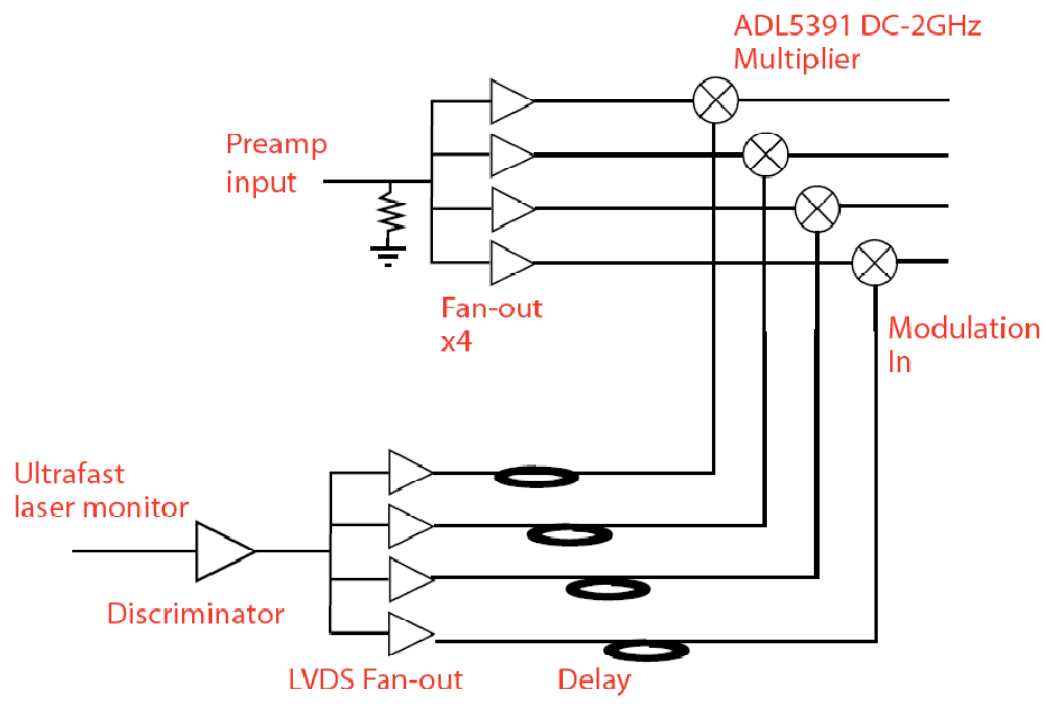 ADL5391 DC-2GHz
Multiplier
Preamp
input
Fan-out
x4
Modulation
In
Ultrafast
laser monitor
Discriminator
LVDS Fan-out
Delay